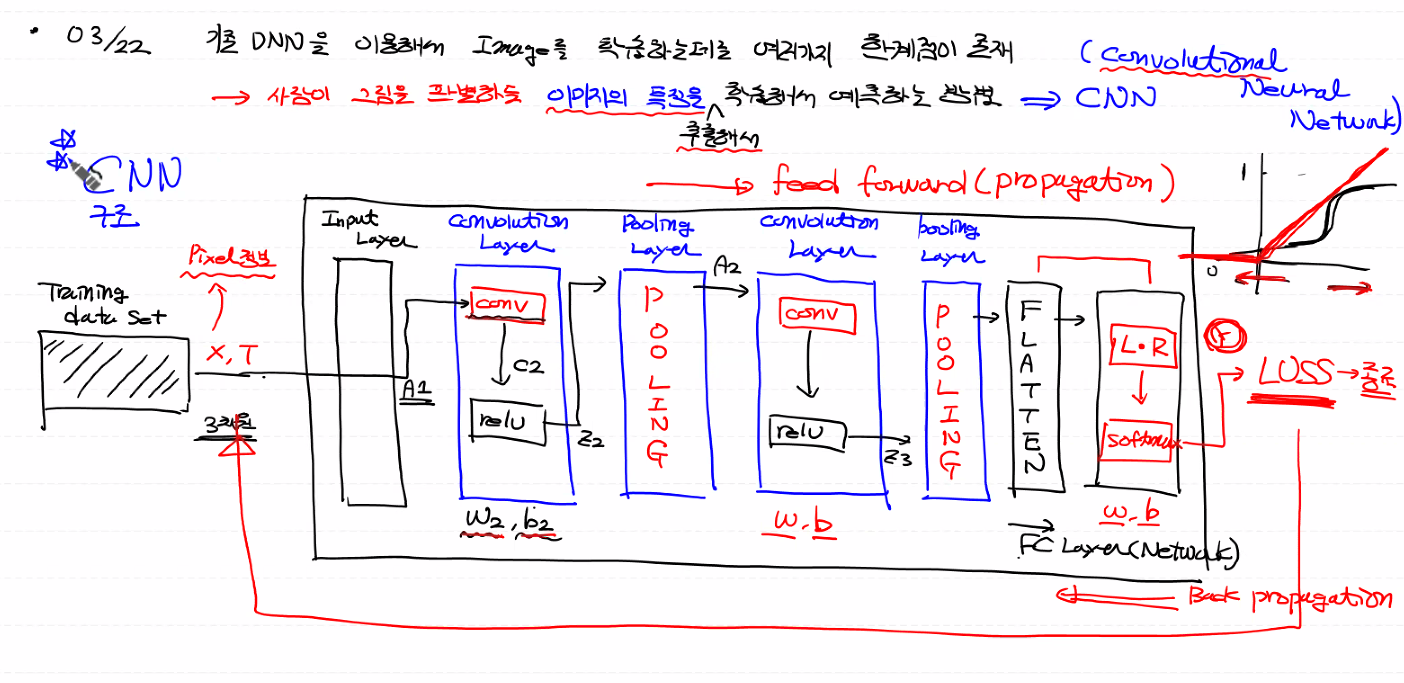 • 03/22 기존 DNN을 이용해서 Image를 학습하는데는 여러가지 한계점이 존재
→ 사람이 그림을 판별하듯 이미지의 특징을 학습해서 예측하는 방법 ⇒ CNN
추출해서
(Convolutional
Neural
Network)
CNN
구조
feed forward (propagation)
1
0
Input
Layer
Convolution
Layer
Pooling
Layer
A2
Convolution
Layer
pooling
Layer
Pixel정보
Training
data set
X, T
3차원
A1
conv
C2
relu
Z2
POOLING
conv
relu
Z3
POOLING
FLATTEN
L·R
softmax
LOSS → 종료
W2, b2
w, b
w, b
FC Layer(Network)
Back propagation